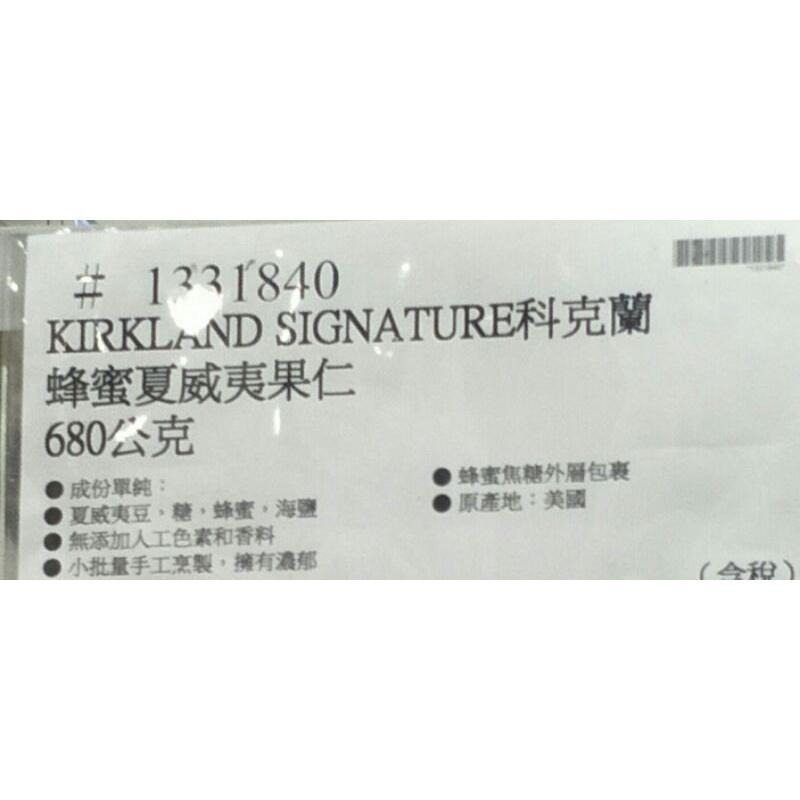 # 1331840
KIRKLAND SIGNATURE科克蘭
蜂蜜夏威夷果仁
680公克
●成份單純：
●夏威夷豆，糖，蜂蜜，海鹽
●無添加人工色素和香料
●小批量手工烹製，擁有濃郁
●蜂蜜焦糖外層包裹
●原產地：美國
(含稅)